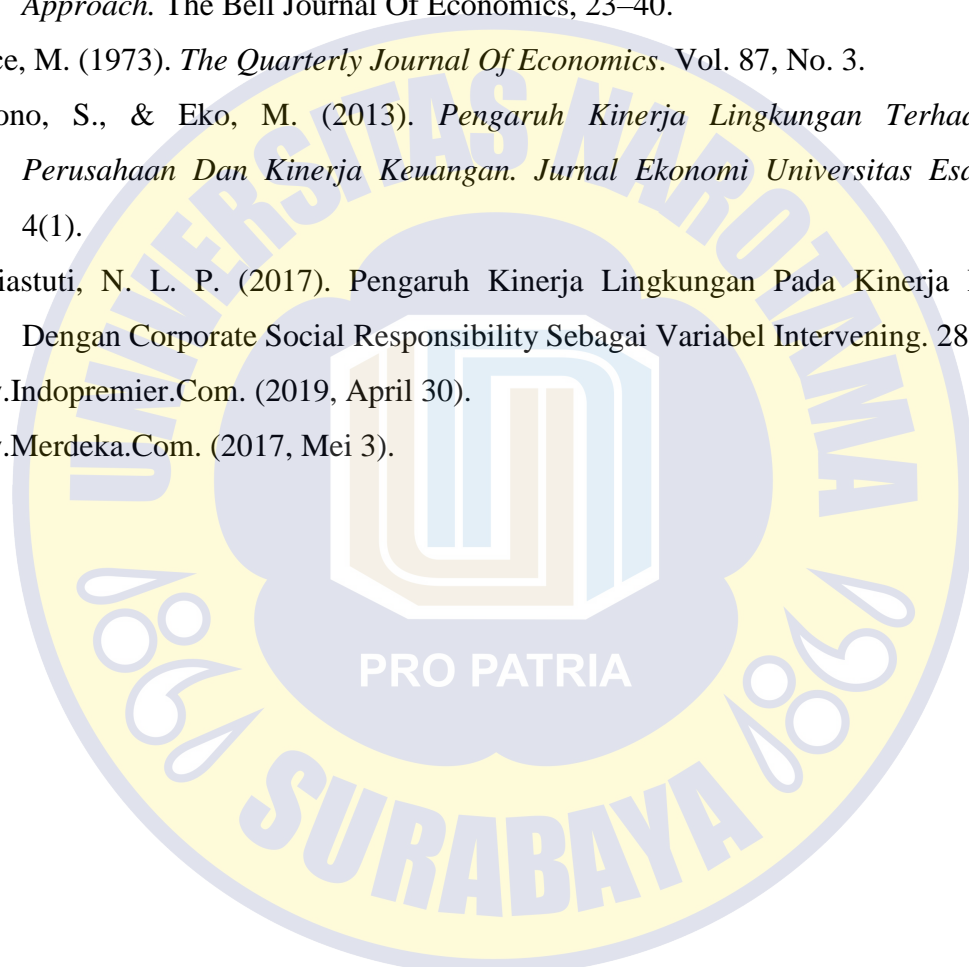 Approach. The Bell Journal Of Economics, 23–40.
ce, M. (1973). The Quarterly Journal Of Economics. Vol. 87, No. 3.
ono, S., & Eko, M. (2013). Pengaruh Kinerja Lingkungan Terhad
Perusahaan Dan Kinerja Keuangan. Jurnal Ekonomi Universitas Esa
4(1).
iastuti, N. L. P. (2017). Pengaruh Kinerja Lingkungan Pada Kinerja
Dengan Corporate Social Responsibility Sebagai Variabel Intervening. 28
.Indopremier.Com. (2019, April 30).
.Merdeka.Com. (2017, Mei 3).
UNIVERSITAS NAROTAMA
PRO PATRIA
SURABAYA